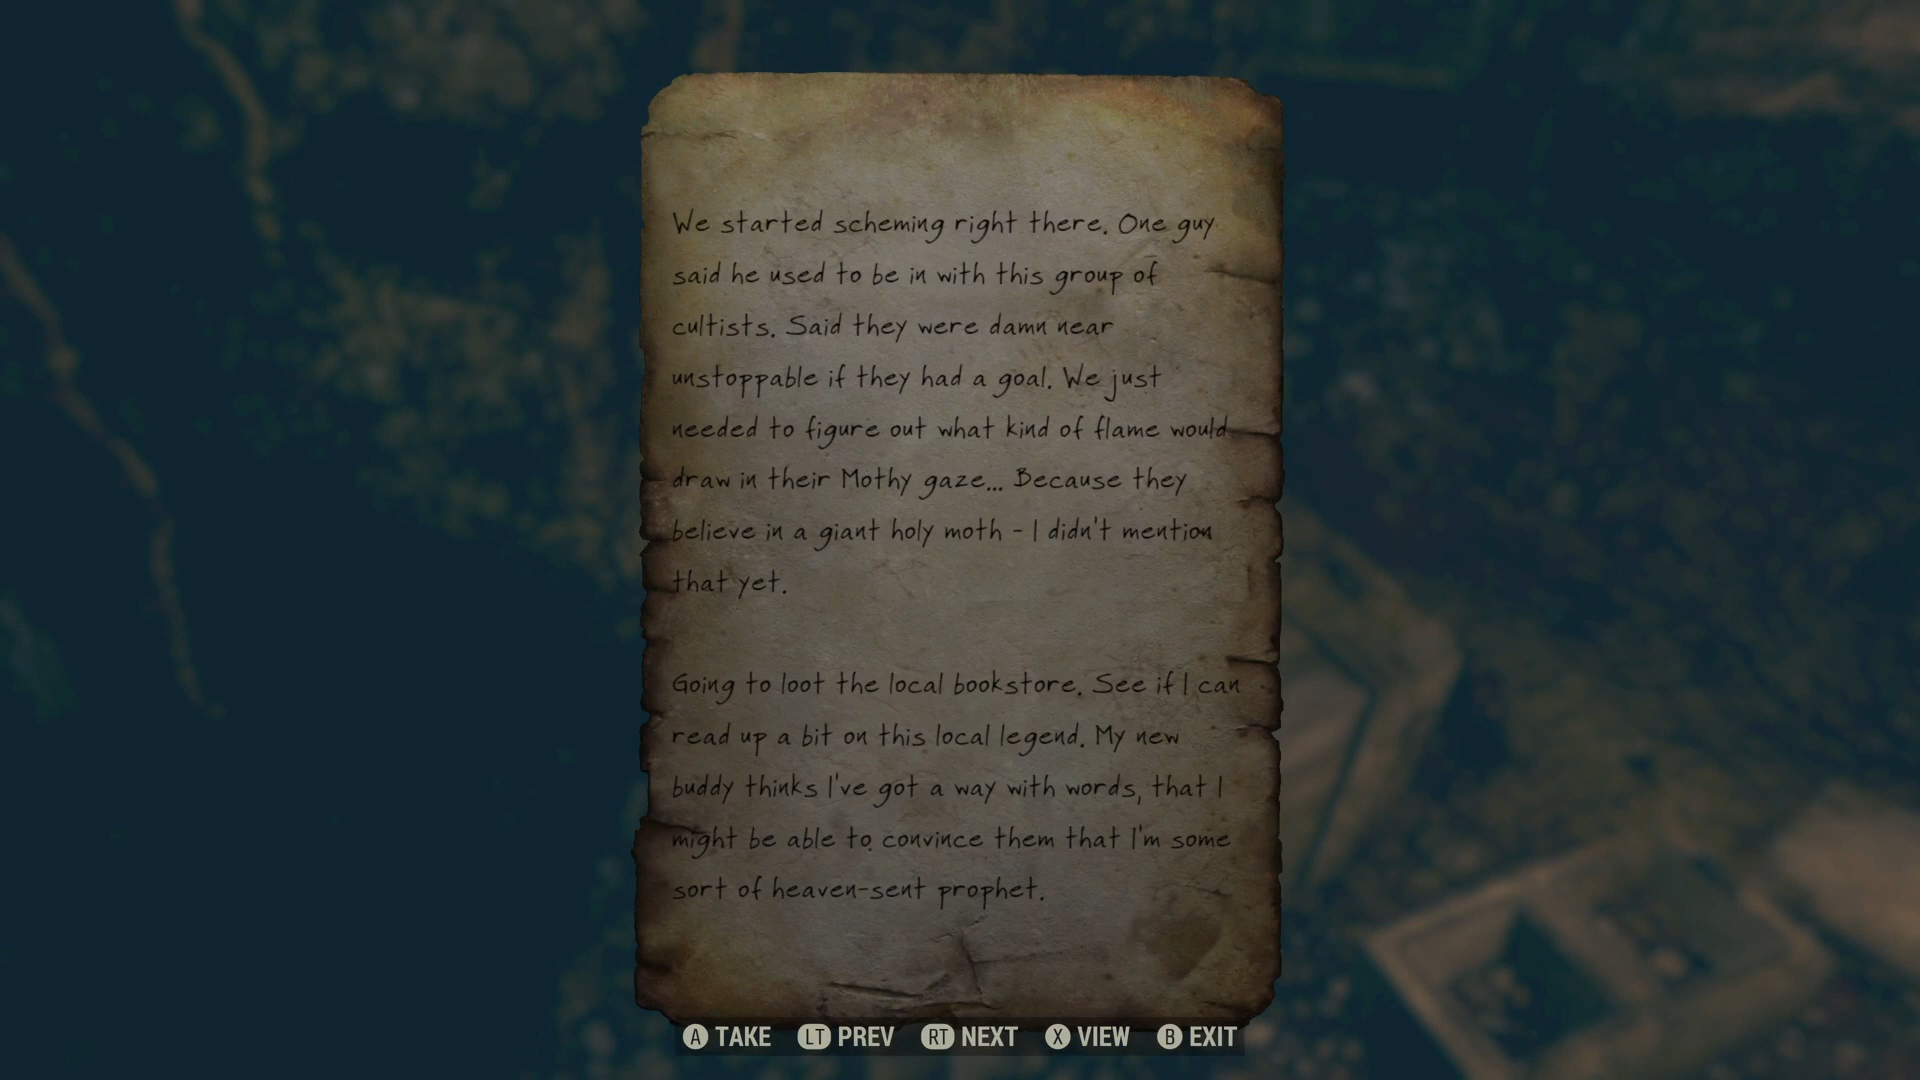 We started scheming right there. One guy
said he used to be in with this group of
cultists. Said they were damn near
unstoppable if they had a goal. We just
needed to figure out what kind of flame would
draw in their Mothy gaze... Because they
believe in a giant holy moth - I didn't mention
that yet.
Going to loot the local bookstore. See if I can
read up a bit on this local legend. My new
buddy thinks I've got a way with words, that I
might be able to convince them that I'm some
sort of heaven-sent prophet.
A TAKE LT PREV RT NEXT X VIEW B EXIT